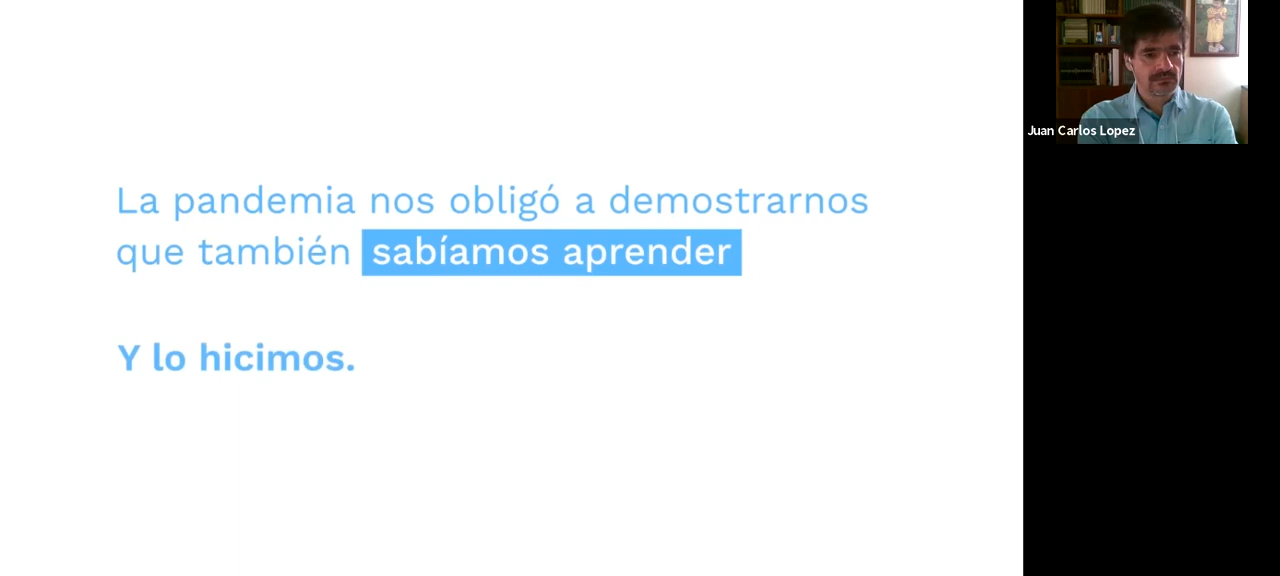 La pandemia nos obligó a demostrarnos
que también sabíamos aprender
Y lo hicimos.
Juan Carlos Lopez